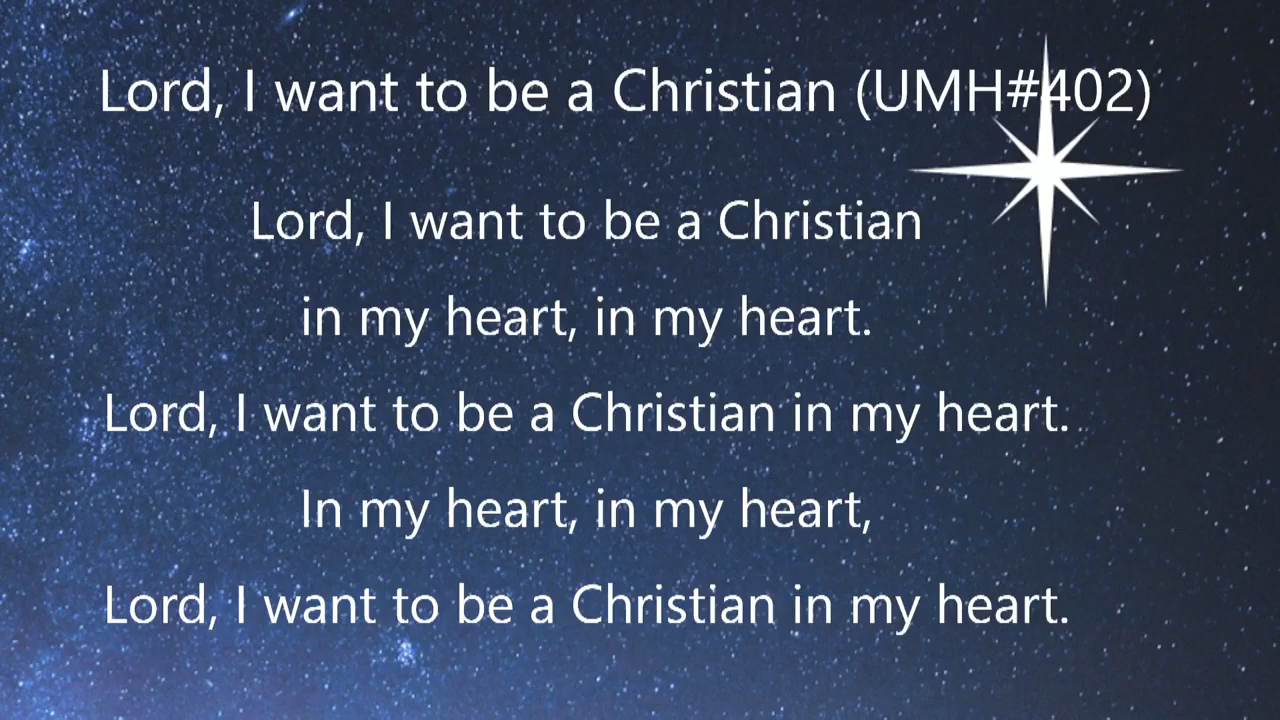 Lord, I want to be a Christian (UMH#402)
Lord, I want to be a Christian
in my heart, in my heart.
Lord, I want to be a Christian in my heart.
In my heart, in my heart,
Lord, I want to be a Christian in my heart.